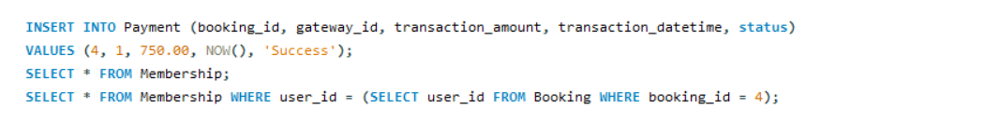 INSERT INTO Payment (booking_id, gateway_id, transaction_amount, transaction_datetime, status)
VALUES (4, 1, 750.00, NOW(), 'Success');
SELECT * FROM Membership;
SELECT * FROM Membership WHERE user_id = (SELECT user_id FROM Booking WHERE booking_id = 4);